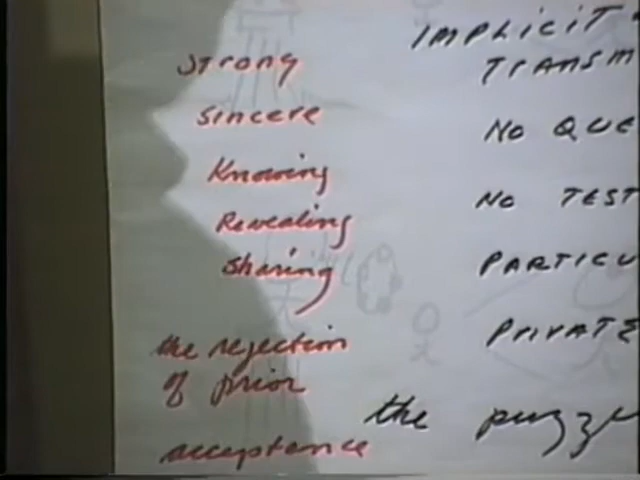 Strong
Sincere
Knowing
Revealing
Sharing
the rejection
of prior
acceptance
IMPLICIT
TRANSM
NO QUE
NO TEST
PARTICU
PRIVATE
the puzz